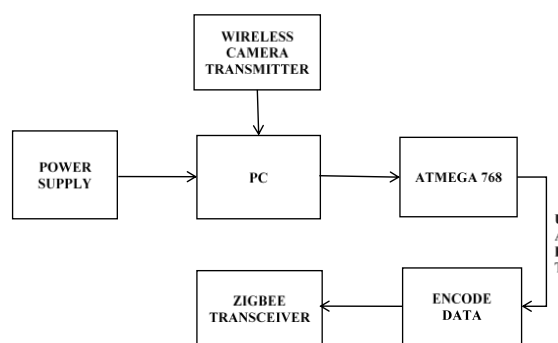 WIRELESS
CAMERA
TRANSMITTER
POWER
SUPPLY
PC
ATMEGA 768
ZIGBEE
TRANSCEIVER
ENCODE
DATA